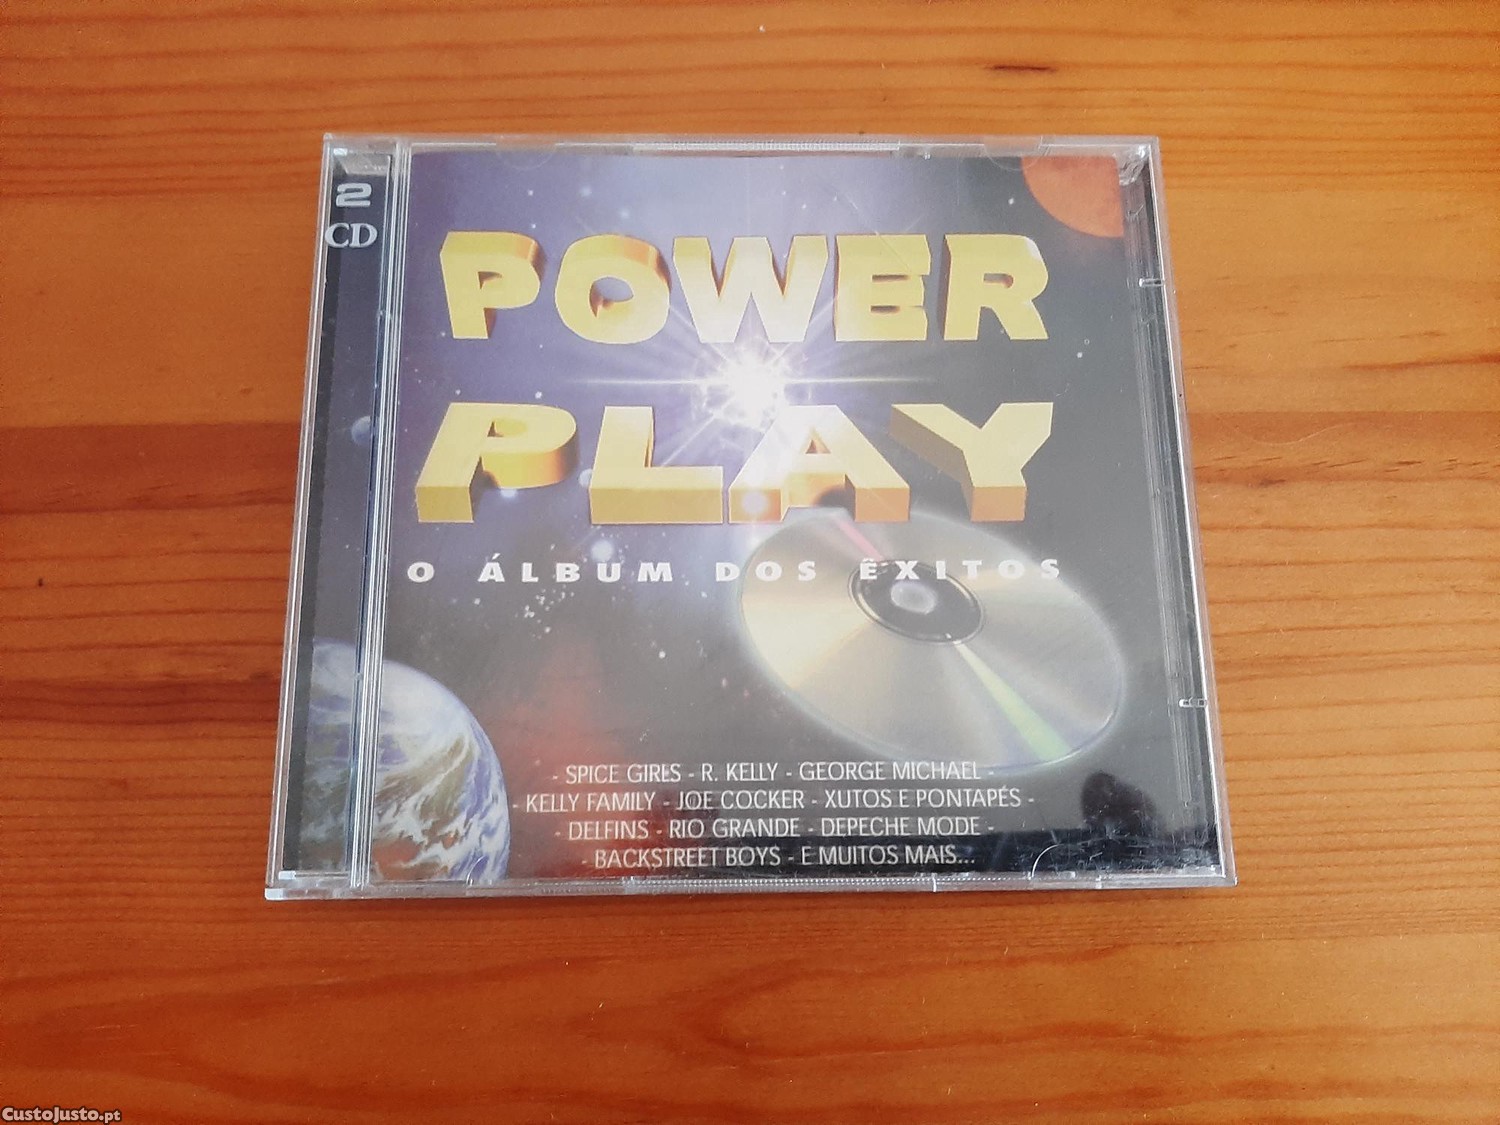 2
CD
POWER
PLAY
O ÁLBUM DOS ÊXITOS
- SPICE GIRLS - R. KELLY - GEORGE MICHAEL -
- KELLY FAMILY - JOE COCKER - XUTOS E PONTAPÉS -
- DELFINS - RIO GRANDE - DEPECHE MODE -
- BACKSTREET BOYS - E MUITOS MAIS...
CustoJusto.pt